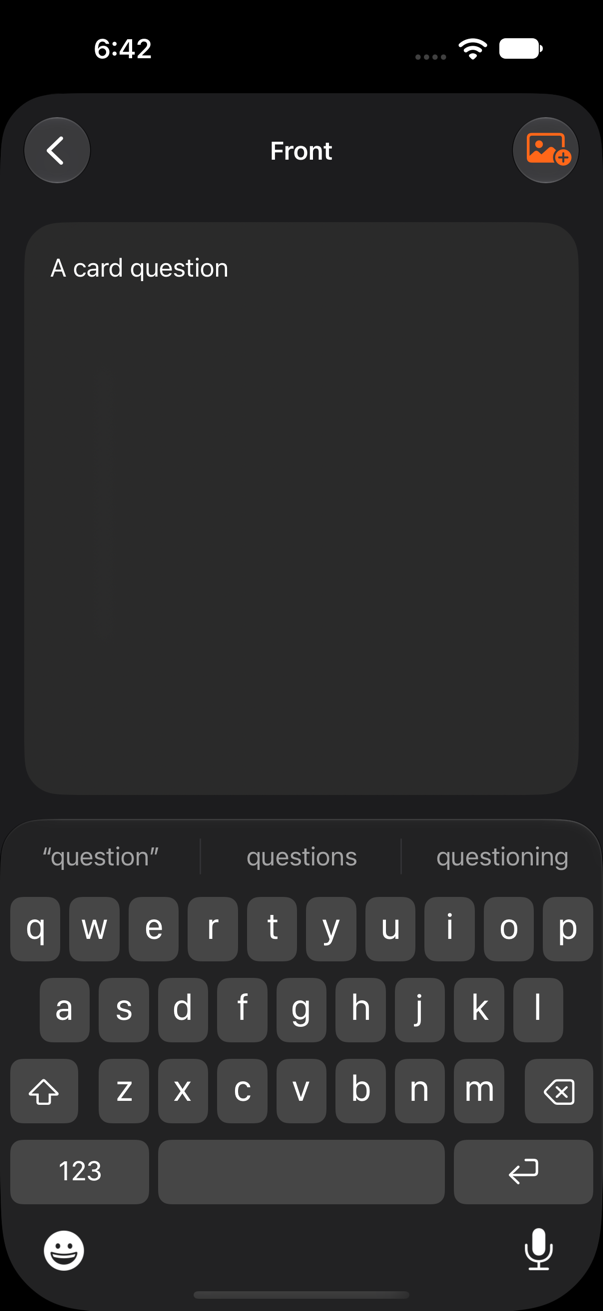 6:42
Front
A card question
“question” questions questioning
q w e r t y u i o p
a s d f g h j k l
z x c v b n m
123